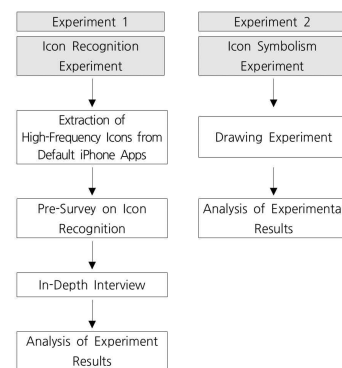 Experiment 1
Icon Recognition
Experiment
Extraction of
High-Frequency Icons from
Default iPhone Apps
Pre-Survey on Icon
Recognition
In-Depth Interview
Analysis of Experiment
Results
Experiment 2
Icon Symbolism
Experiment
Drawing Experiment
Analysis of Experimenta
Results